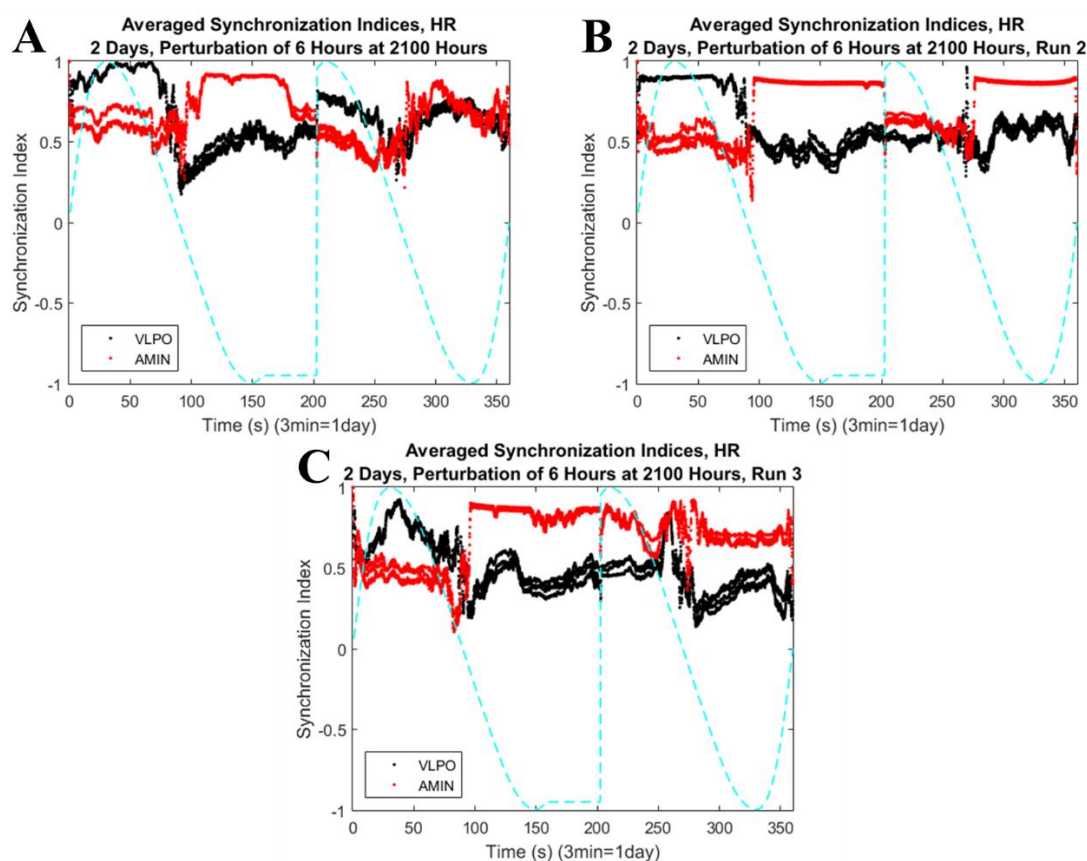 A
Averaged Synchronization Indices, HR
2 Days, Perturbation of 6 Hours at 2100 Hours
Synchronization Index
1
0.5
0
-0.5
-1
VLPO
AMIN
0 50 100 150 200 250 300 350
Time (s) (3min=1day)
B
Averaged Synchronization Indices, HR
2 Days, Perturbation of 6 Hours at 2100 Hours, Run 2
Synchronization Index
1
0.5
0
-0.5
-1
VLPO
AMIN
0 50 100 150 200 250 300 350
Time (s) (3min=1day)
C
Averaged Synchronization Indices, HR
2 Days, Perturbation of 6 Hours at 2100 Hours, Run 3
Synchronization Index
1
0.5
0
-0.5
-1
VLPO
AMIN
0 50 100 150 200 250 300 350
Time (s) (3min=1day)